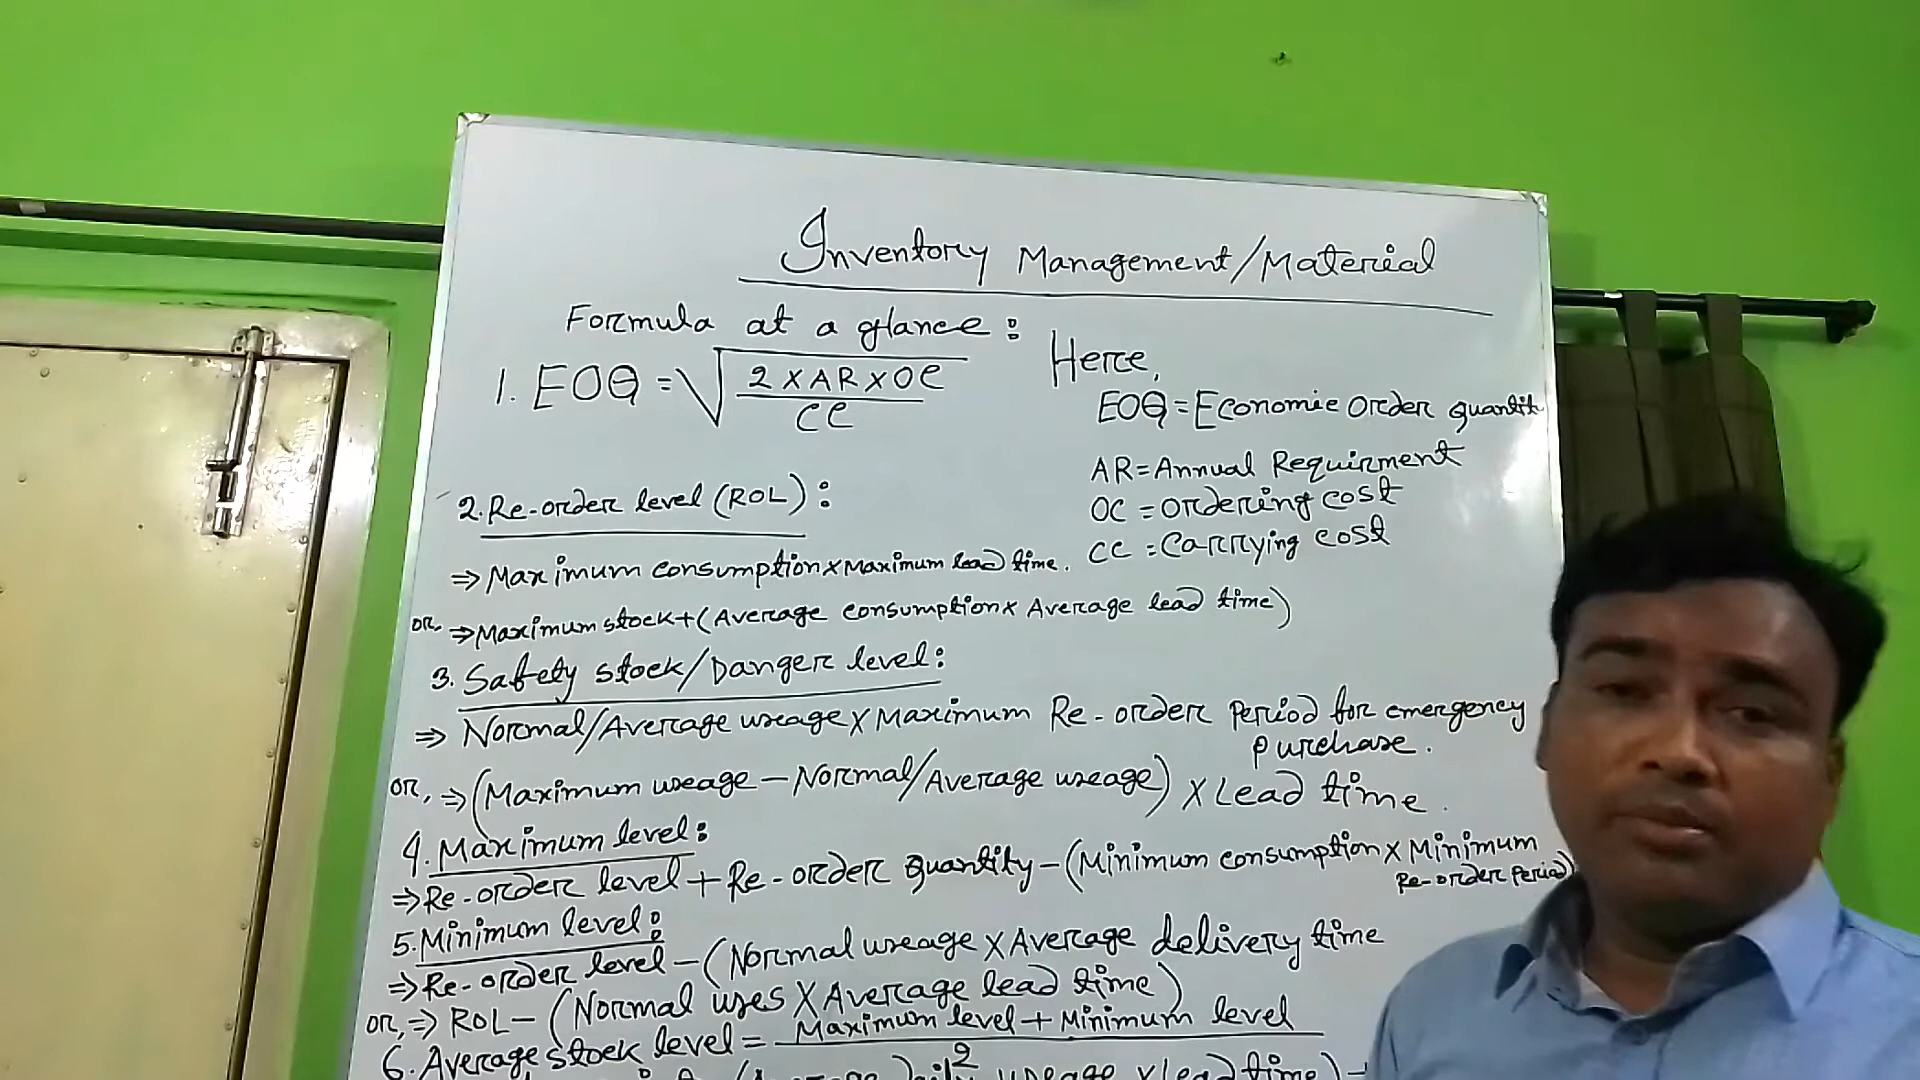 Inventory Management/Material
Formula at a glance:
1. EOQ = √ 2 X AR X OC
CC
Here,
EOQ = Economic Order Quantit
AR = Annual Requirment
OC = Ordering cost
CC = Carrying cost
2. Re-order level (ROL):
⇒ Maximum consumption x Maximum lead time.
or, ⇒ Maximum stock + (Average consumption x Average lead time)
3. Safety stock/Danger level:
⇒ Normal/Average useage X Maximum Re-order Period for emergency
purchase.
or, ⇒ (Maximum useage – Normal/Average useage) X Lead time.
4. Maximum level:
⇒ Re-order level + Re-order quantity – (Minimum consumption X Minimum
Re-order Period)
5. Minimum level:
⇒ Re-order level – (Normal useage X Average delivery time
or, ⇒ ROL – (Normal uses X Average lead time)
6. Average stock level = Maximum level + Minimum level
2
useage x Lead time)